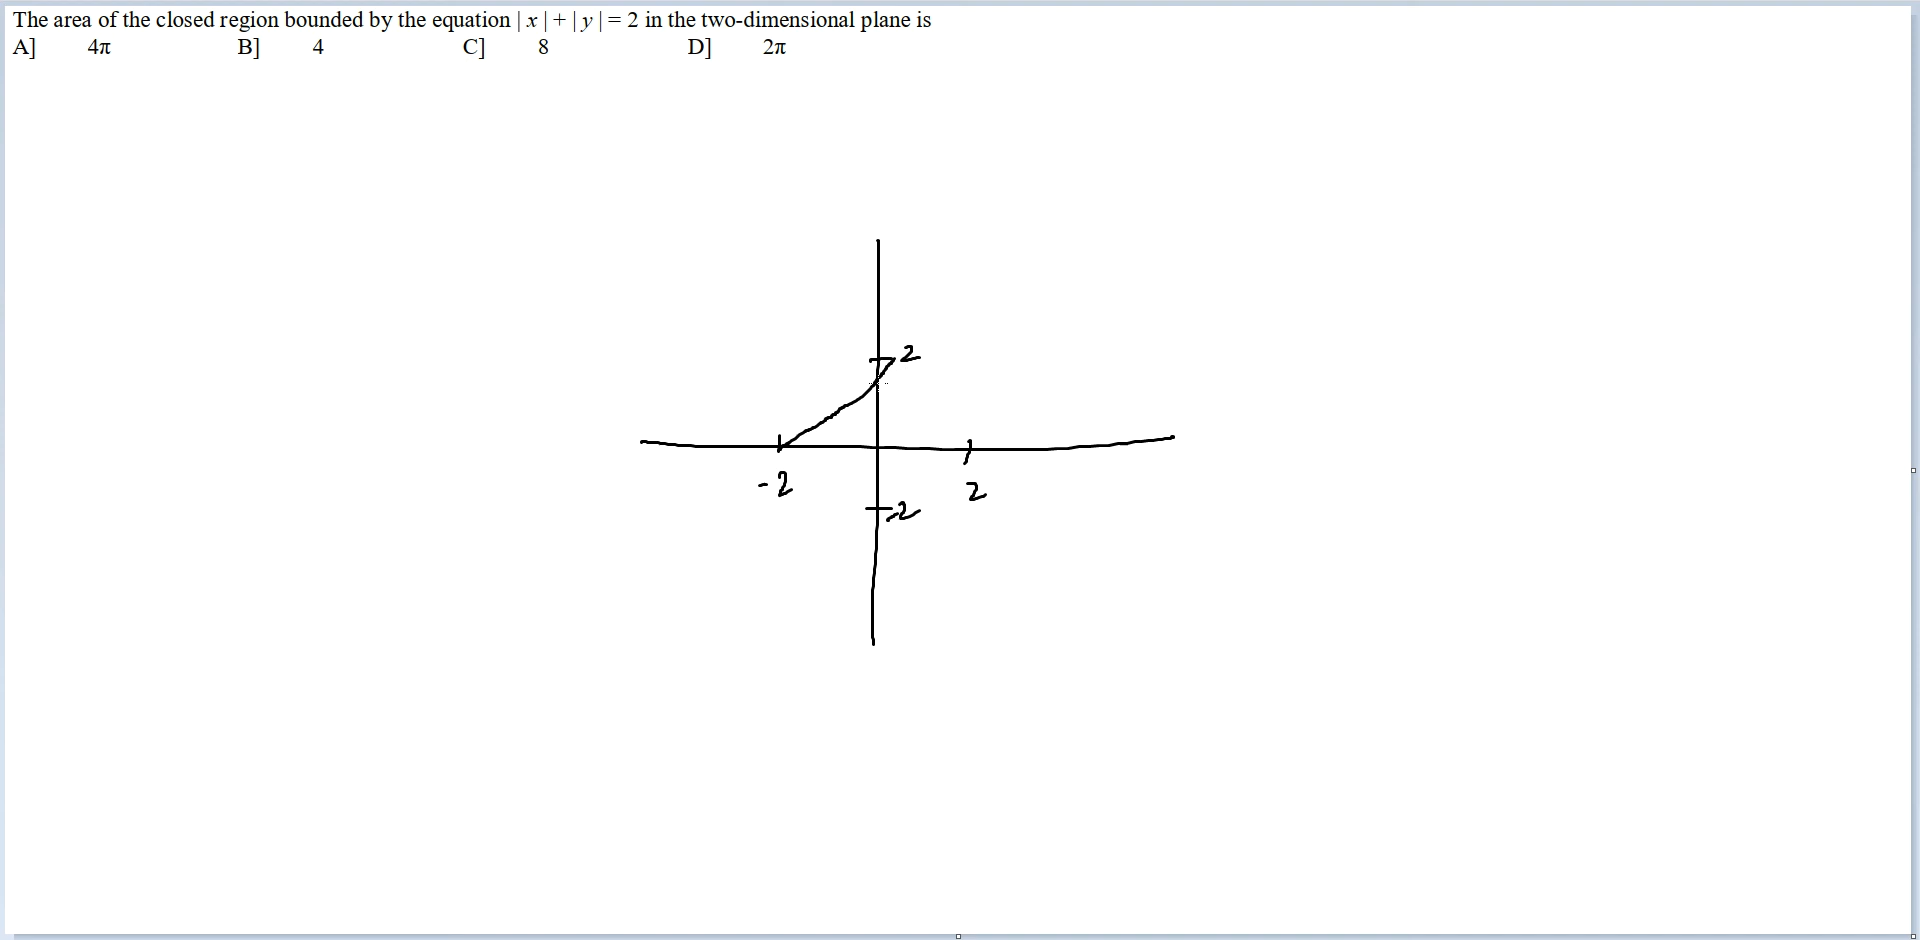 The area of the closed region bounded by the equation | x | + | y | = 2 in the two-dimensional plane is
A] 4π B] 4 C] 8 D] 2π
2
-2 2
-2